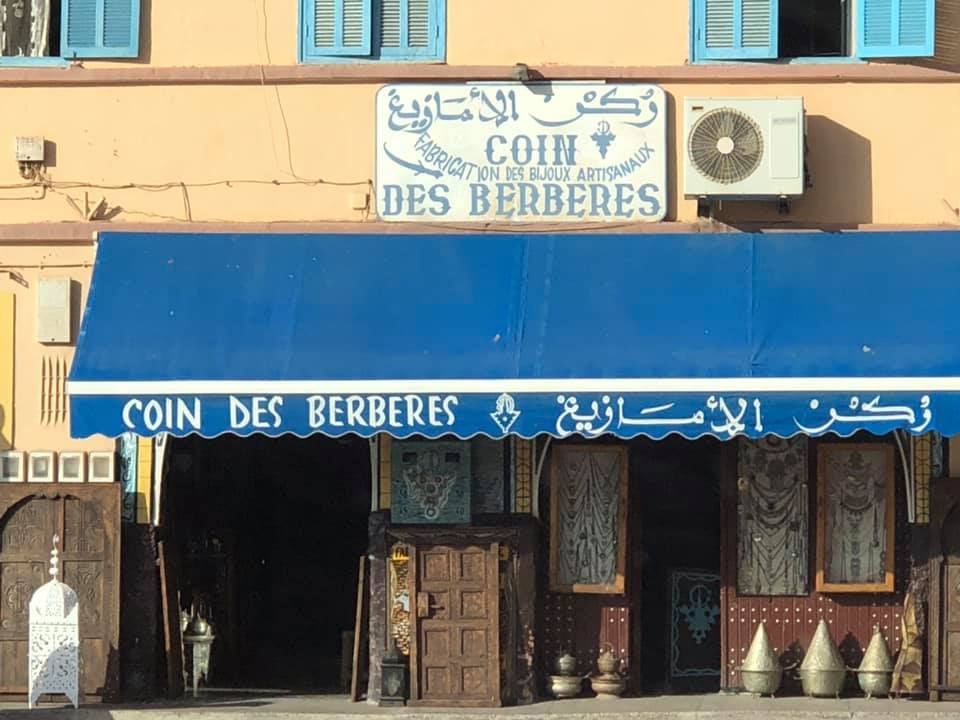 ركن الأمازيغ
COIN
FABRICATION DES BIJOUX ARTISANAUX
DES BERBERES
COIN DES BERBERES ركن الأمازيغ